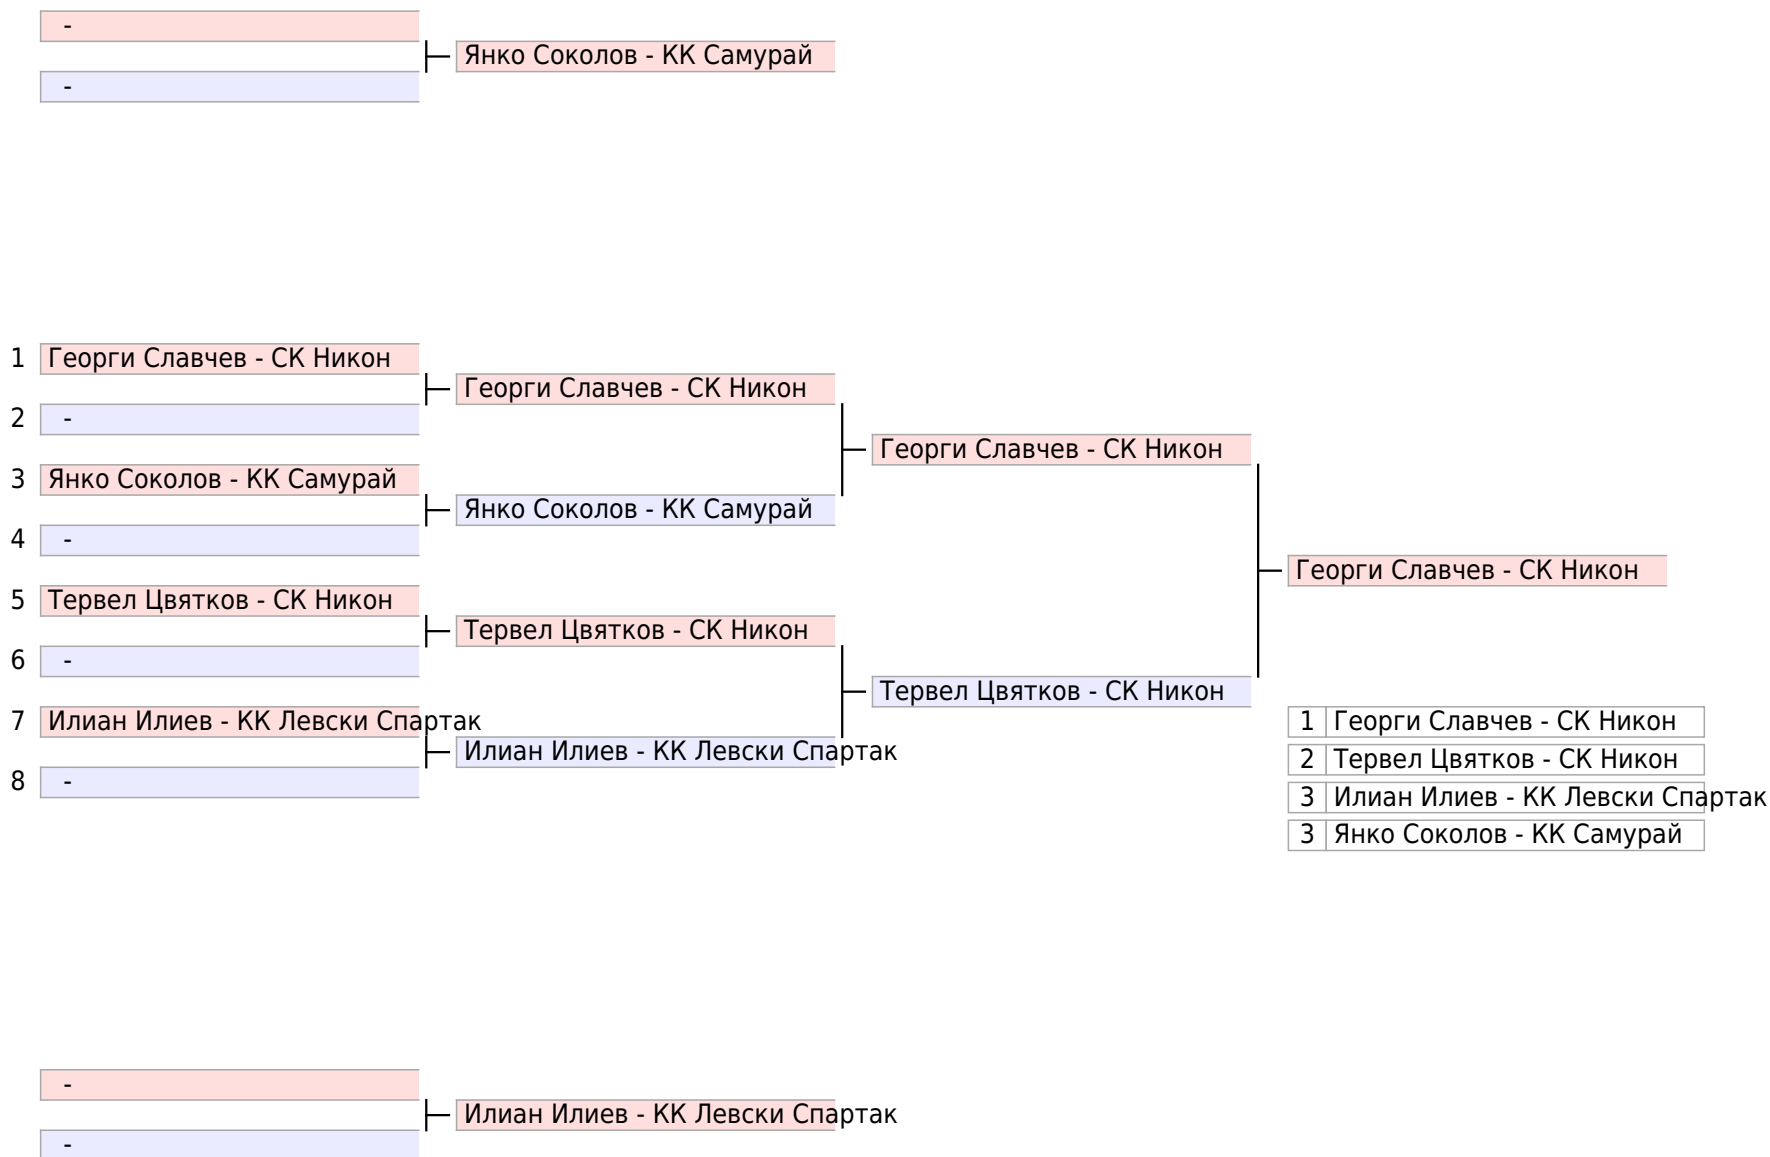 -
Янко Соколов - КК Самурай
-
1 Георги Славчев - СК Никон
Георги Славчев - СК Никон
2 -
Георги Славчев - СК Никон
3 Янко Соколов - КК Самурай
Янко Соколов - КК Самурай
4 -
Георги Славчев - СК Никон
5 Тервел Цвятков - СК Никон
Тервел Цвятков - СК Никон
6 -
Тервел Цвятков - СК Никон
7 Илиан Илиев - КК Левски Спартак
Илиан Илиев - КК Левски Спартак
8 -
1 Георги Славчев - СК Никон
2 Тервел Цвятков - СК Никон
3 Илиан Илиев - КК Левски Спартак
3 Янко Соколов - КК Самурай
-
Илиан Илиев - КК Левски Спартак
-